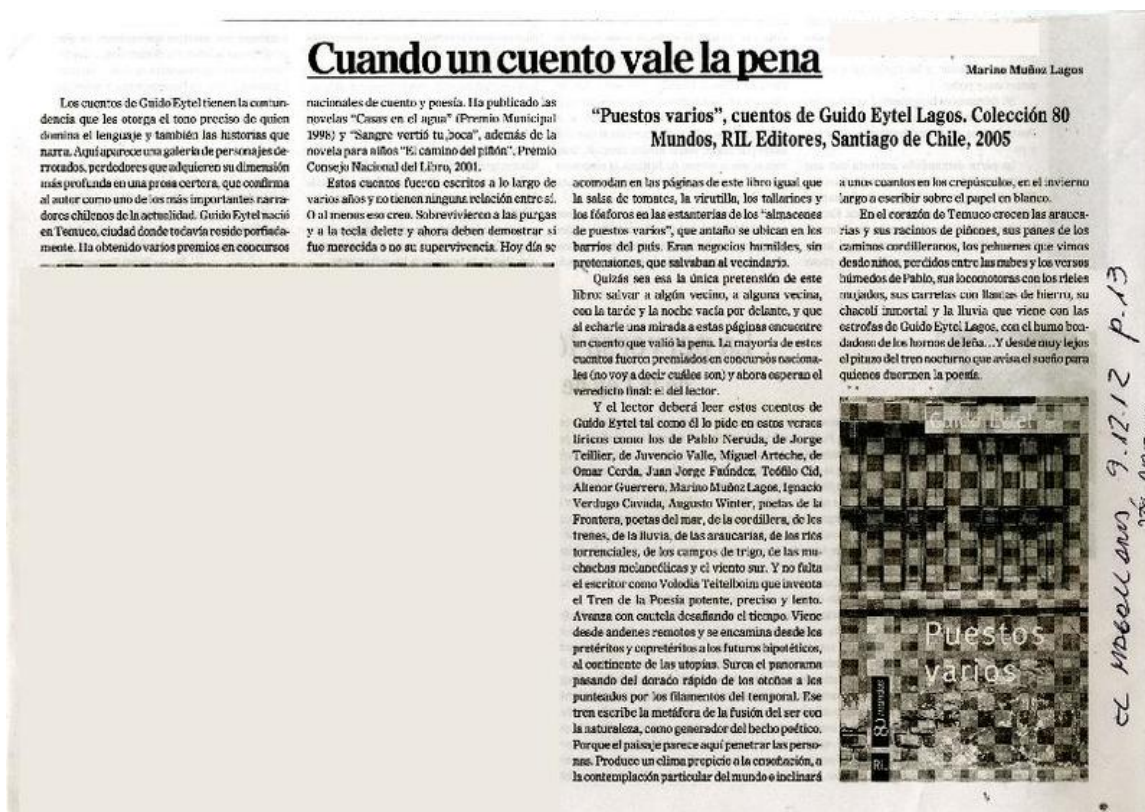 Cuando un cuento vale la pena
Marino Muñoz Lagos
"Puestos varios", cuentos de Guido Eytel Lagos. Colección 80
Mundos, RIL Editores, Santiago de Chile, 2005
Los cuentos de Guido Eytel tienen la contun-
dencia que les otorga el tono preciso de quien
domina el lenguaje y también las historias que
narra. Aquí aparece una galería de personajes de-
rrotados, perdedores que adquieren su dimensión
más profunda en una prosa certera, que confirma
al autor como uno de los más importantes narra-
dores chilenos de la actualidad. Guido Eytel nació
en Temuco, ciudad donde todavía reside porfiada-
mente. Ha obtenido varios premios en concursos
nacionales de cuento y poesía. Ha publicado las
novelas "Casas en el agua" (Premio Municipal
1998) y "Sangre vertió tu boca", además de la
novela para niños "El camino del piñón", Premio
Consejo Nacional del Libro, 2001.
Estos cuentos fueron escritos a lo largo de
varios años y no tienen ninguna relación entre sí.
O al menos eso creo. Sobrevivieron a las purgas
y a la tecla delete y ahora deben demostrar si
fue merecida o no su supervivencia. Hoy día se
acomodan en las páginas de este libro igual que
la salsa de tomates, la virutilla, los tallarines y
los fósforos en las estanterías de los "almacenes
de puestos varios", que antaño se ubican en los
barrios del país. Eran negocios humildes, sin
pretensiones, que salvaban al vecindario.
Quizás sea esa la única pretensión de este
libro: salvar a algún vecino, a alguna vecina,
con la tarde y la noche vacía por delante, y que
al echarle una mirada a estas páginas encuentre
un cuento que valió la pena. La mayoría de estos
cuentos fueron premiados en concursos naciona-
les (no voy a decir cuáles son) y ahora esperan el
veredicto final: el del lector.
Y el lector deberá leer estos cuentos de
Guido Eytel tal como él lo pide en estos versos
líricos como los de Pablo Neruda, de Jorge
Teillier, de Juvencio Valle, Miguel Arteche, de
Omar Cerda, Juan Jorge Faúndez, Teófilo Cid,
Altenor Guerrero, Marino Muñoz Lagos, Ignacio
Verdugo Cavada, Augusto Winter, poetas de la
Frontera, poetas del mar, de la cordillera, de los
trenes, de la lluvia, de las araucarias, de los ríos
torrenciales, de los campos de trigo, de las mu-
chachas melancólicas y el viento sur. Y no falta
el escritor como Volodia Teitelboim que inventa
el Tren de la Poesía potente, preciso y lento.
Avanza con cautela desafiando el tiempo. Viene
desde andenes remotos y se encamina desde los
pretéritos y copretéritos a los futuros hipotéticos,
al continente de las utopías. Surca el panorama
pasando del dorado rápido de los otoños a los
punteados por los filamentos del temporal. Ese
tren escribe la metáfora de la fusión del ser con
la naturaleza, como generador del hecho poético.
Porque el paisaje parece aquí penetrar las perso-
nas. Produce un clima propicio a la ensoñación, a
la contemplación particular del mundo e inclinará
a unos cuantos en los crepúsculos, en el invierno
largo a escribir sobre el papel en blanco.
En el corazón de Temuco crecen las arauca-
rias y sus racimos de piñones, sus panes de los
caminos cordilleranos, los pehuenes que vimos
desde niños, perdidos entre las nubes y los versos
húmedos de Pablo, sus locomotoras con los rieles
mojados, sus carretas con llantas de hierro, su
chacolí inmortal y la lluvia que viene con las
estrofas de Guido Eytel Lagos, con el humo bon-
dadoso de los hornos de leña...Y desde muy lejos
el pitazo del tren nocturno que avisa el sueño para
quienes duermen la poesía.
Guido Eytel
Puestos
varios
80 mundos
RIL
9.12.12 P.13